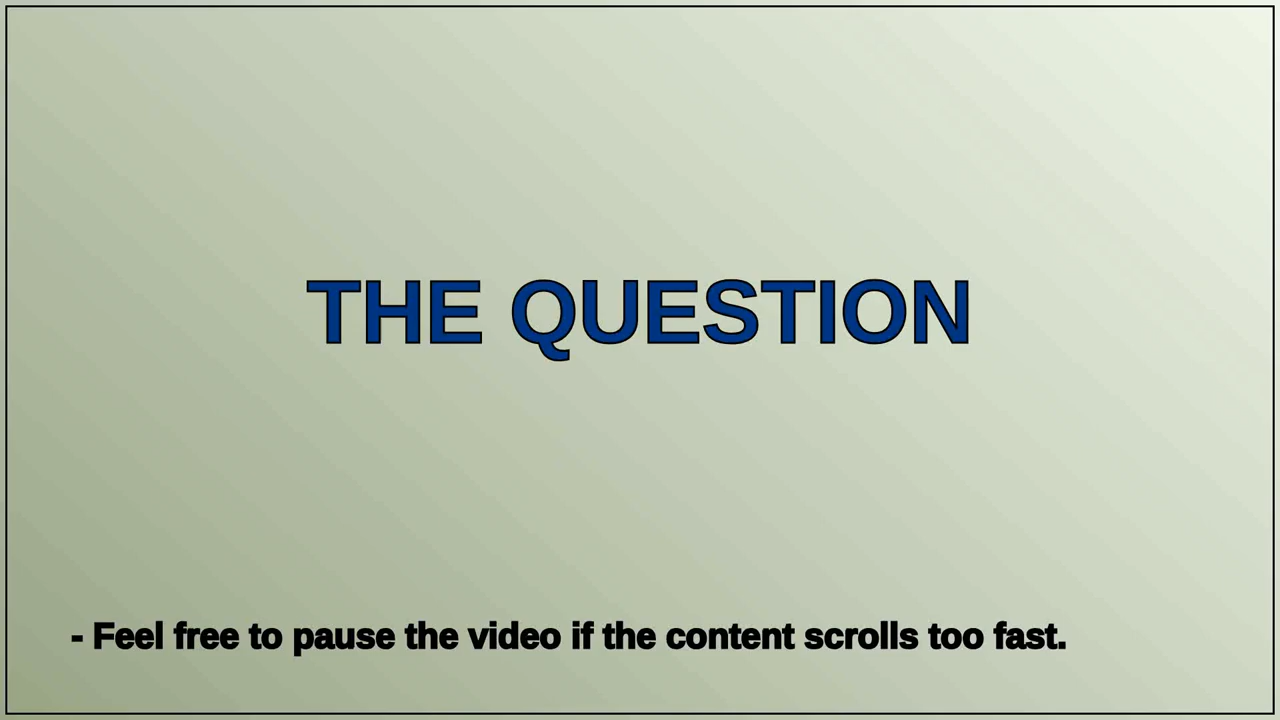 THE QUESTION
- Feel free to pause the video if the content scrolls too fast.